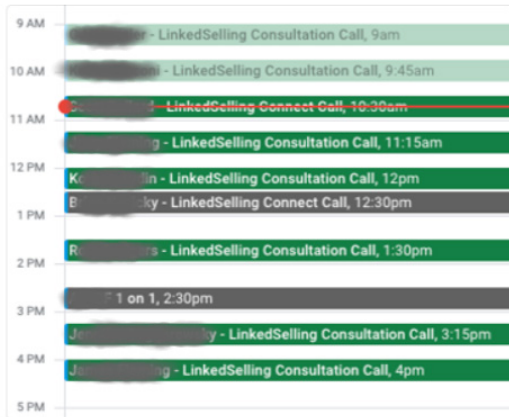 9 AM
- LinkedSelling Consultation Call, 9am
10 AM
- LinkedSelling Consultation Call, 9:45am
- LinkedSelling Connect Call, 10:30am
11 AM
- LinkedSelling Consultation Call, 11:15am
12 PM
- LinkedSelling Consultation Call, 12pm
- LinkedSelling Connect Call, 12:30pm
1 PM
- LinkedSelling Consultation Call, 1:30pm
2 PM
1 on 1, 2:30pm
3 PM
- LinkedSelling Consultation Call, 3:15pm
4 PM
- LinkedSelling Consultation Call, 4pm
5 PM